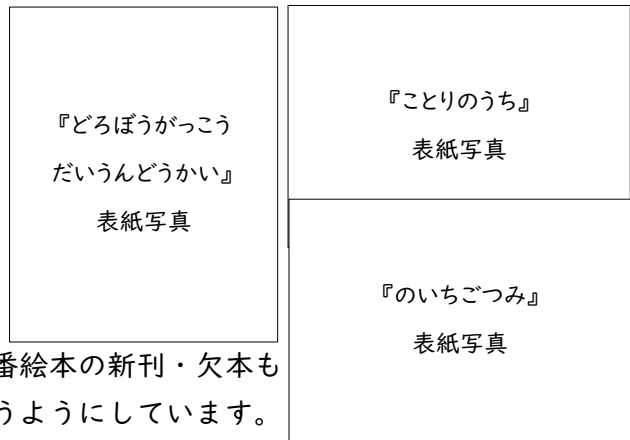 『どろぼうがっこう
だいうんどうかい』
表紙写真
『ことりのうち』
表紙写真
『のいちごつみ』
表紙写真
番絵本の新刊・欠本も
うようにしています。